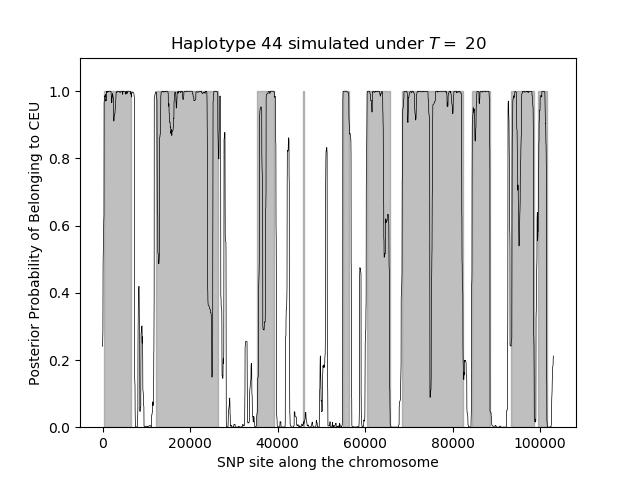 Haplotype 44 simulated under T = 20
Posterior Probability of Belonging to CEU
1.0
0.8
0.6
0.4
0.2
0.0
0 20000 40000 60000 80000 100000
SNP site along the chromosome